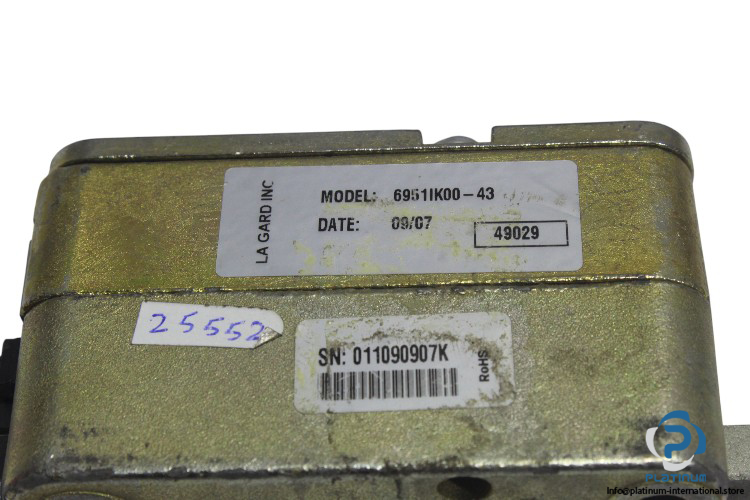 LA GARD INC
MODEL: 6951IK00-43
DATE: 09/07
49029
25552
SN: 011090907K
RoHS
PLATINUM
info@platinum-international.store